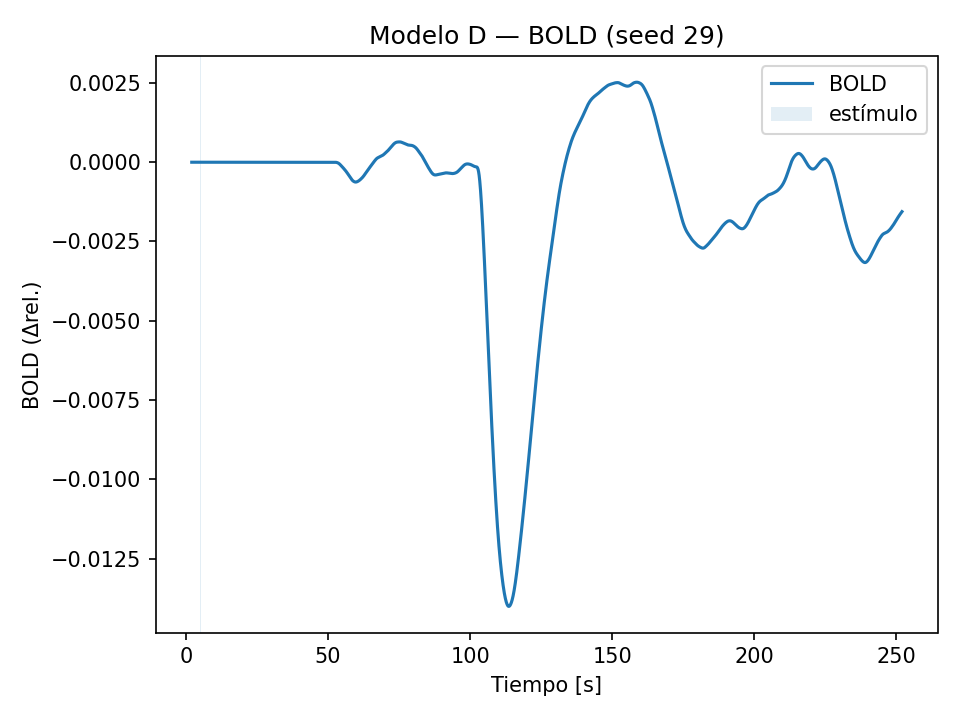 Modelo D — BOLD (seed 29)
BOLD
estímulo
0.0025
0.0000
−0.0025
−0.0050
−0.0075
−0.0100
−0.0125
BOLD (Δrel.)
0 50 100 150 200 250
Tiempo [s]